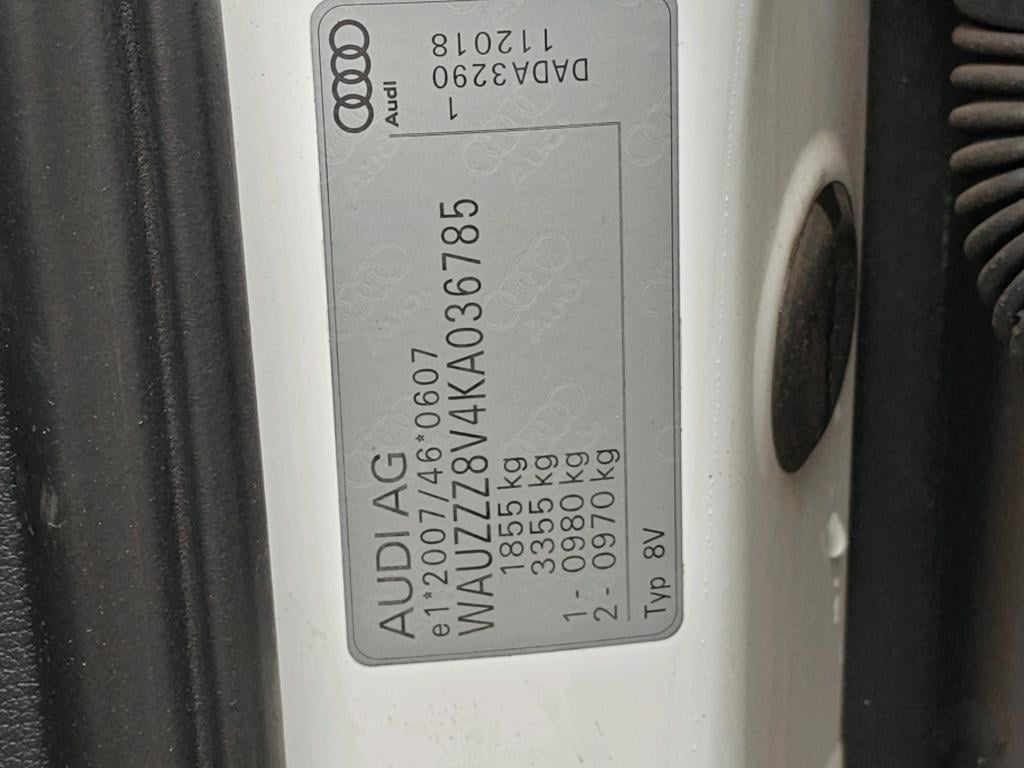 AUDI AG
e1*2007/46*0607
WAUZZZ8V4KA036785
1855 kg
3355 kg
1- 0980 kg
2- 0970 kg
Typ 8V
Audi
1
112018
DADA3290